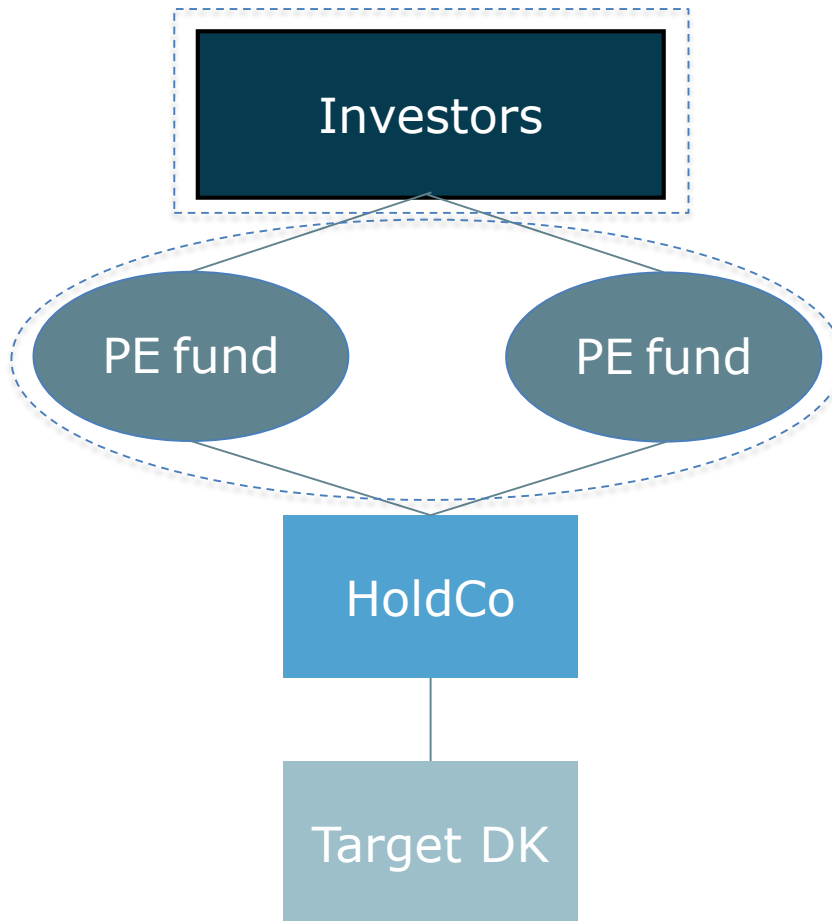 Investors
PE fund
PE fund
HoldCo
Target DK